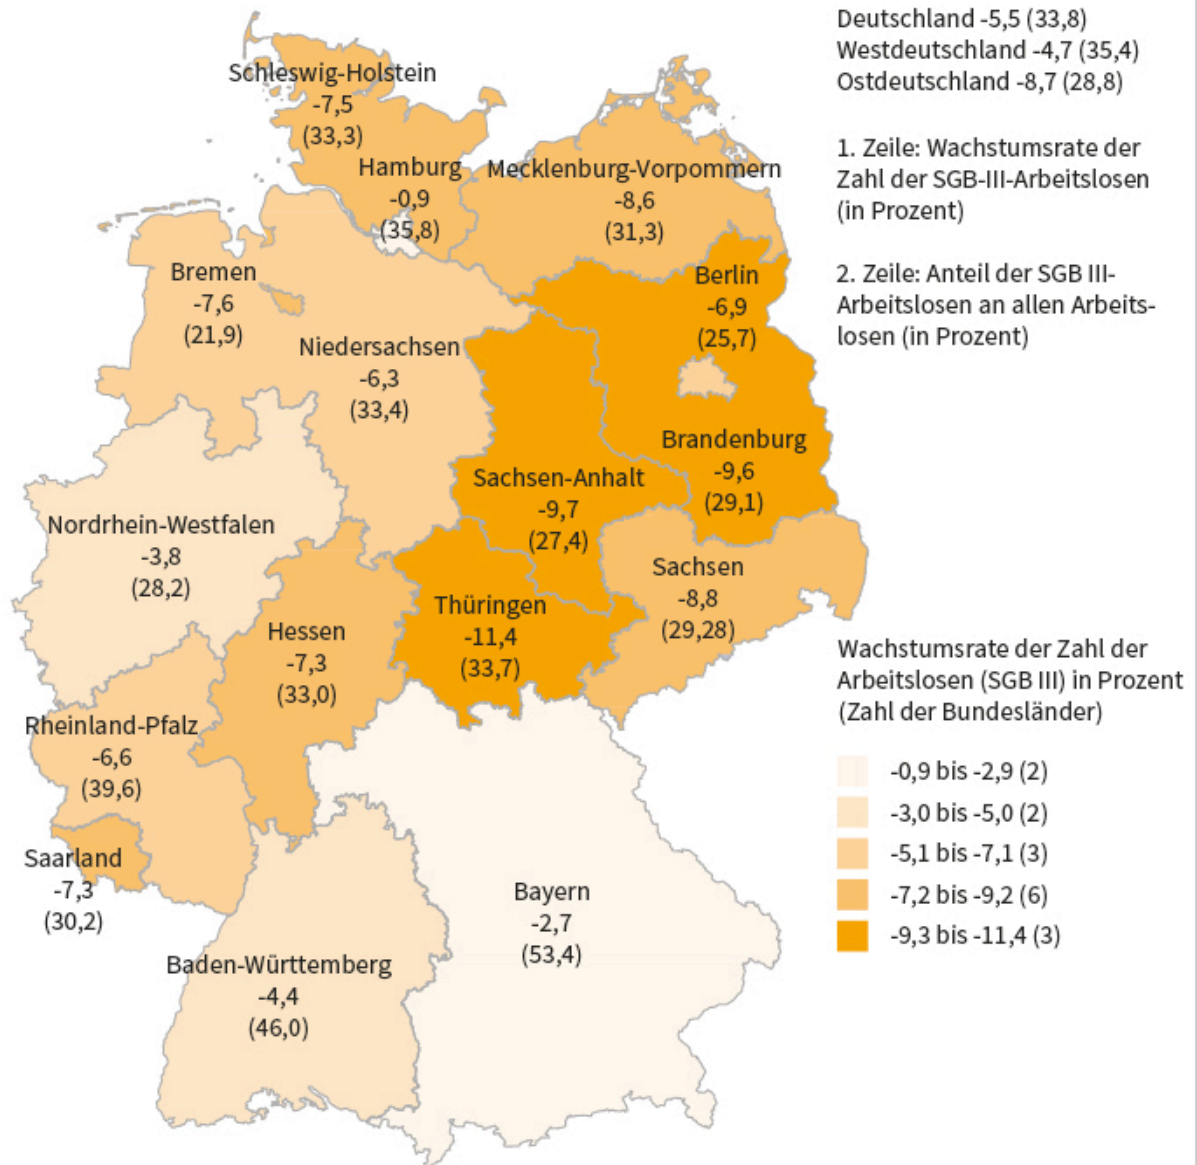 Deutschland -5,5 (33,8)
Westdeutschland -4,7 (35,4)
Ostdeutschland -8,7 (28,8)
1. Zeile: Wachstumsrate der
Zahl der SGB-III-Arbeitslosen
(in Prozent)
2. Zeile: Anteil der SGB III-
Arbeitslosen an allen Arbeits-
losen (in Prozent)
Schleswig-Holstein
-7,5
(33,3)
Hamburg
-0,9
(35,8)
Mecklenburg-Vorpommern
-8,6
(31,3)
Bremen
-7,6
(21,9)
Niedersachsen
-6,3
(33,4)
Berlin
-6,9
(25,7)
Brandenburg
-9,6
(29,1)
Sachsen-Anhalt
-9,7
(27,4)
Nordrhein-Westfalen
-3,8
(28,2)
Sachsen
-8,8
(29,28)
Thüringen
-11,4
(33,7)
Hessen
-7,3
(33,0)
Rheinland-Pfalz
-6,6
(39,6)
Saarland
-7,3
(30,2)
Bayern
-2,7
(53,4)
Baden-Württemberg
-4,4
(46,0)
Wachstumsrate der Zahl der
Arbeitslosen (SGB III) in Prozent
(Zahl der Bundesländer)
-0,9 bis -2,9 (2)
-3,0 bis -5,0 (2)
-5,1 bis -7,1 (3)
-7,2 bis -9,2 (6)
-9,3 bis -11,4 (3)